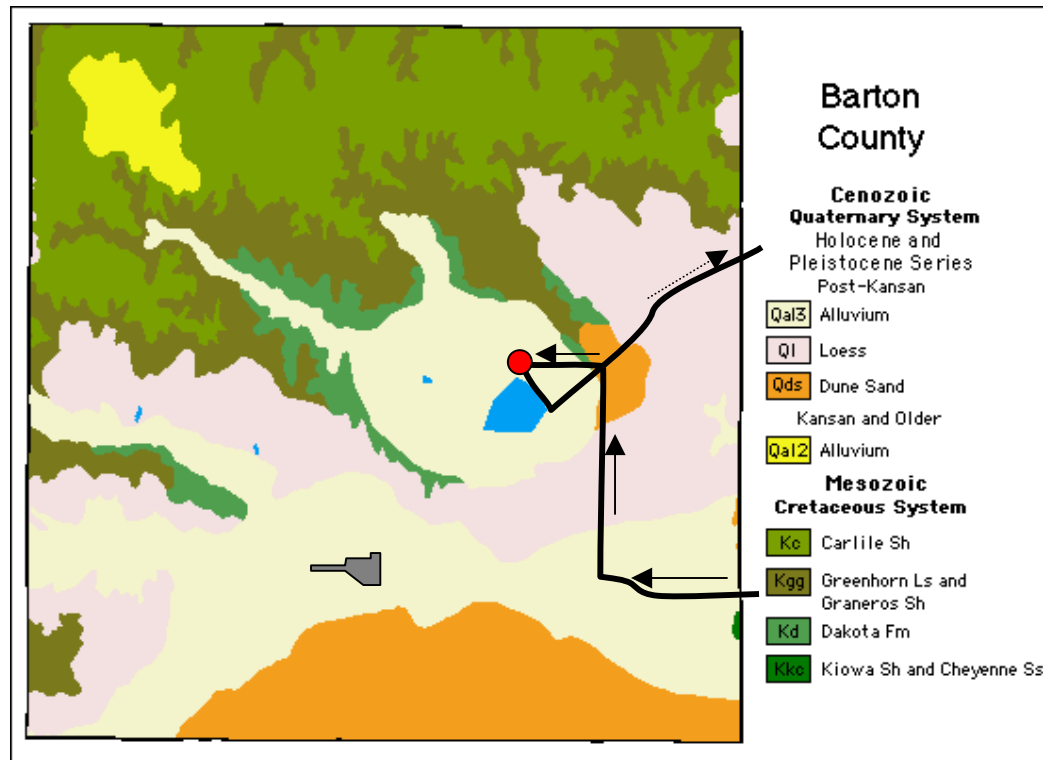 Barton
County
Cenozoic
Quaternary System
Holocene and
Pleistocene Series
Post-Kansan
Qal3 Alluvium
Ql Loess
Qds Dune Sand
Kansan and Older
Qal2 Alluvium
Mesozoic
Cretaceous System
Kc Carlile Sh
Kgg Greenhorn Ls and
Graneros Sh
Kd Dakota Fm
Kkc Kiowa Sh and Cheyenne Ss